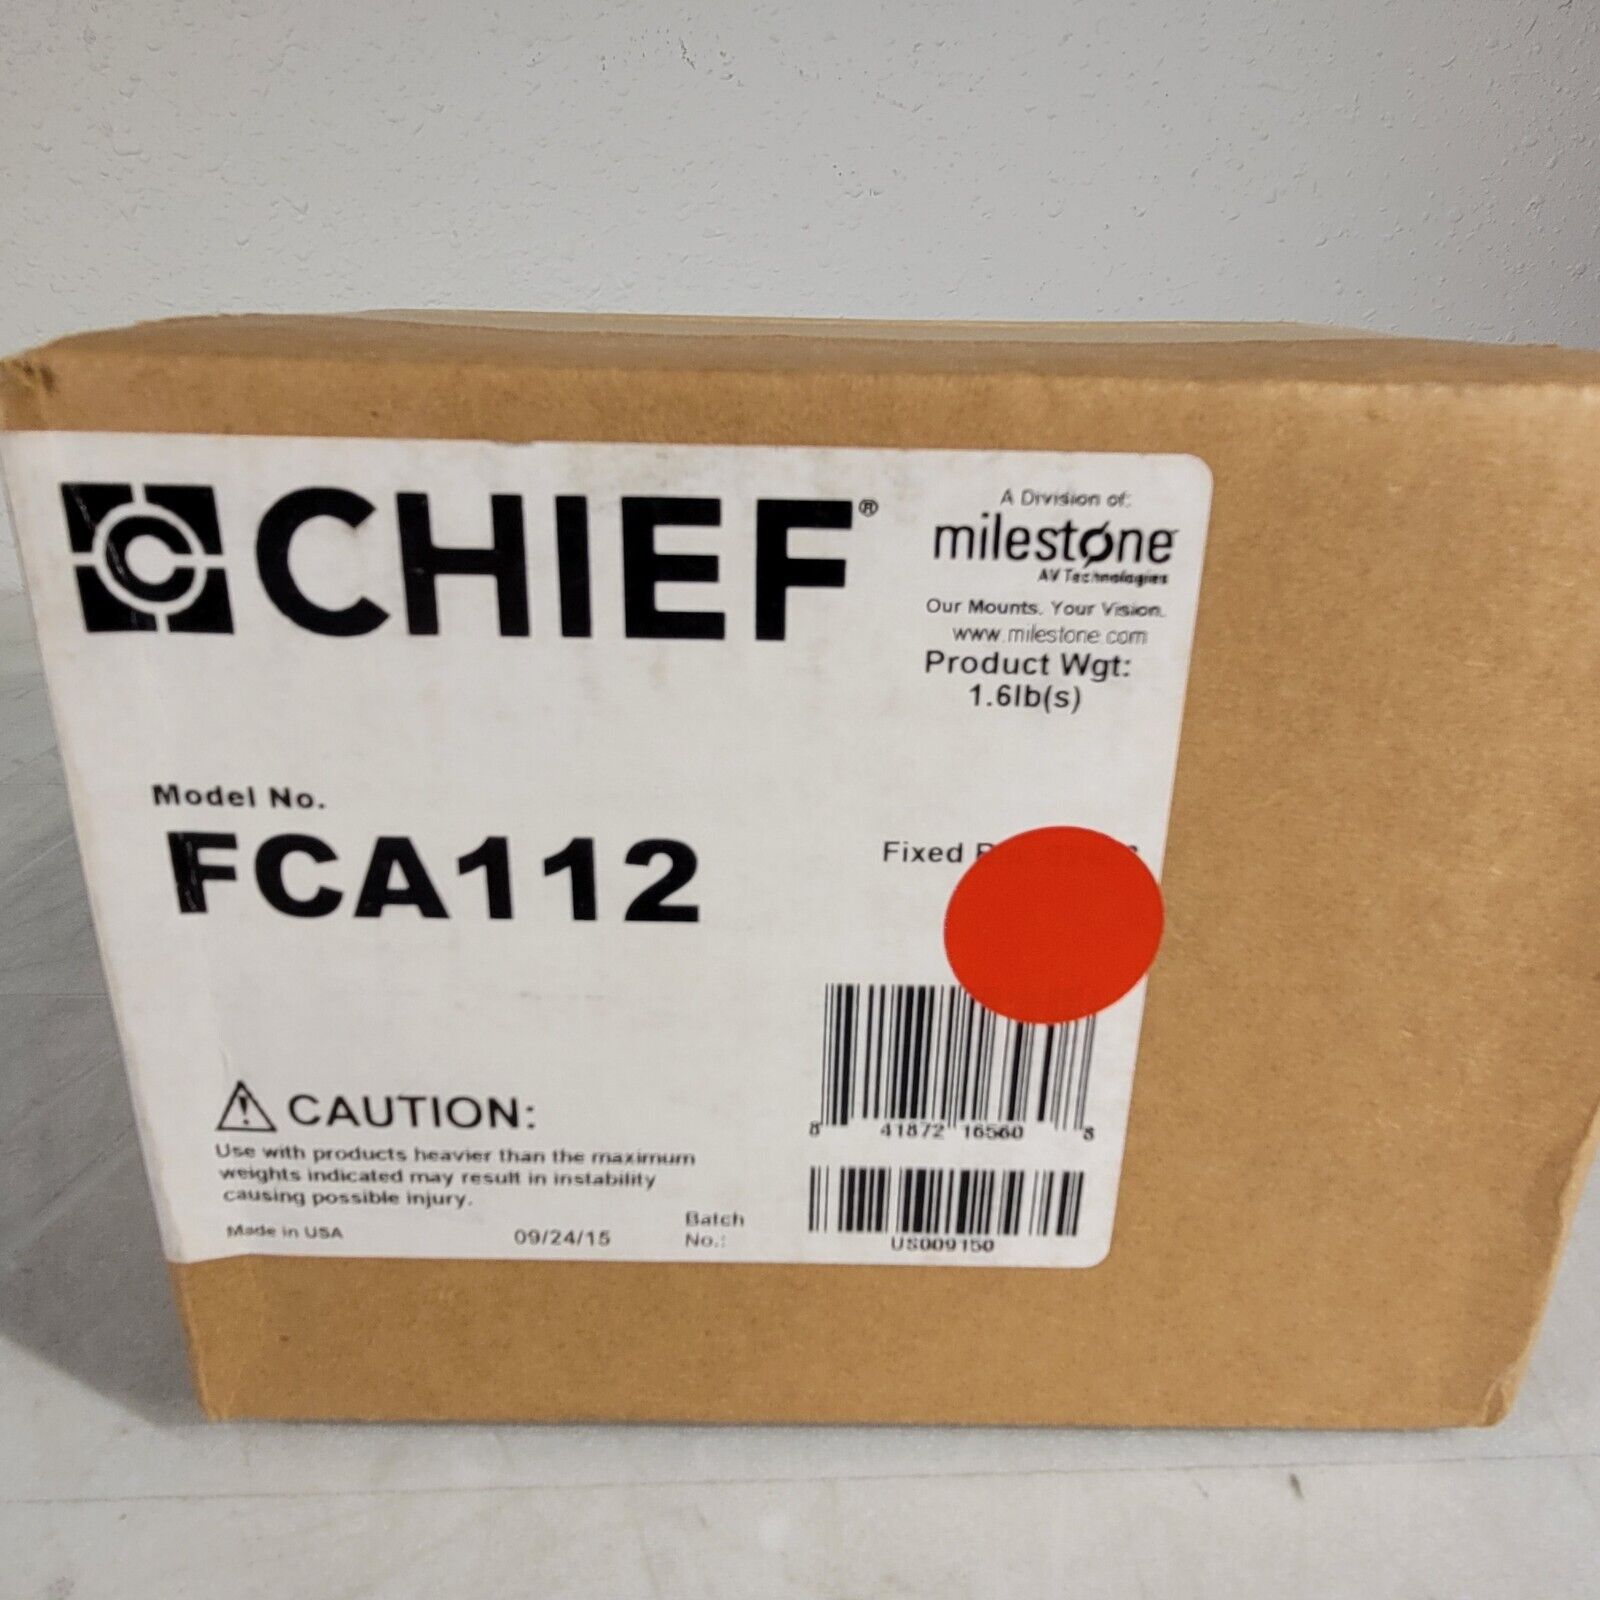 CHIEF®
A Division of:
milestone
AV Technologies
Our Mounts. Your Vision.
www.milestone.com
Product Wgt:
1.6lb(s)
Model No.
FCA112
Fixed
8 41872 16560 8
CAUTION:
Use with products heavier than the maximum
weights indicated may result in instability
causing possible injury.
Made in USA
09/24/15
Batch
No.:
US009150